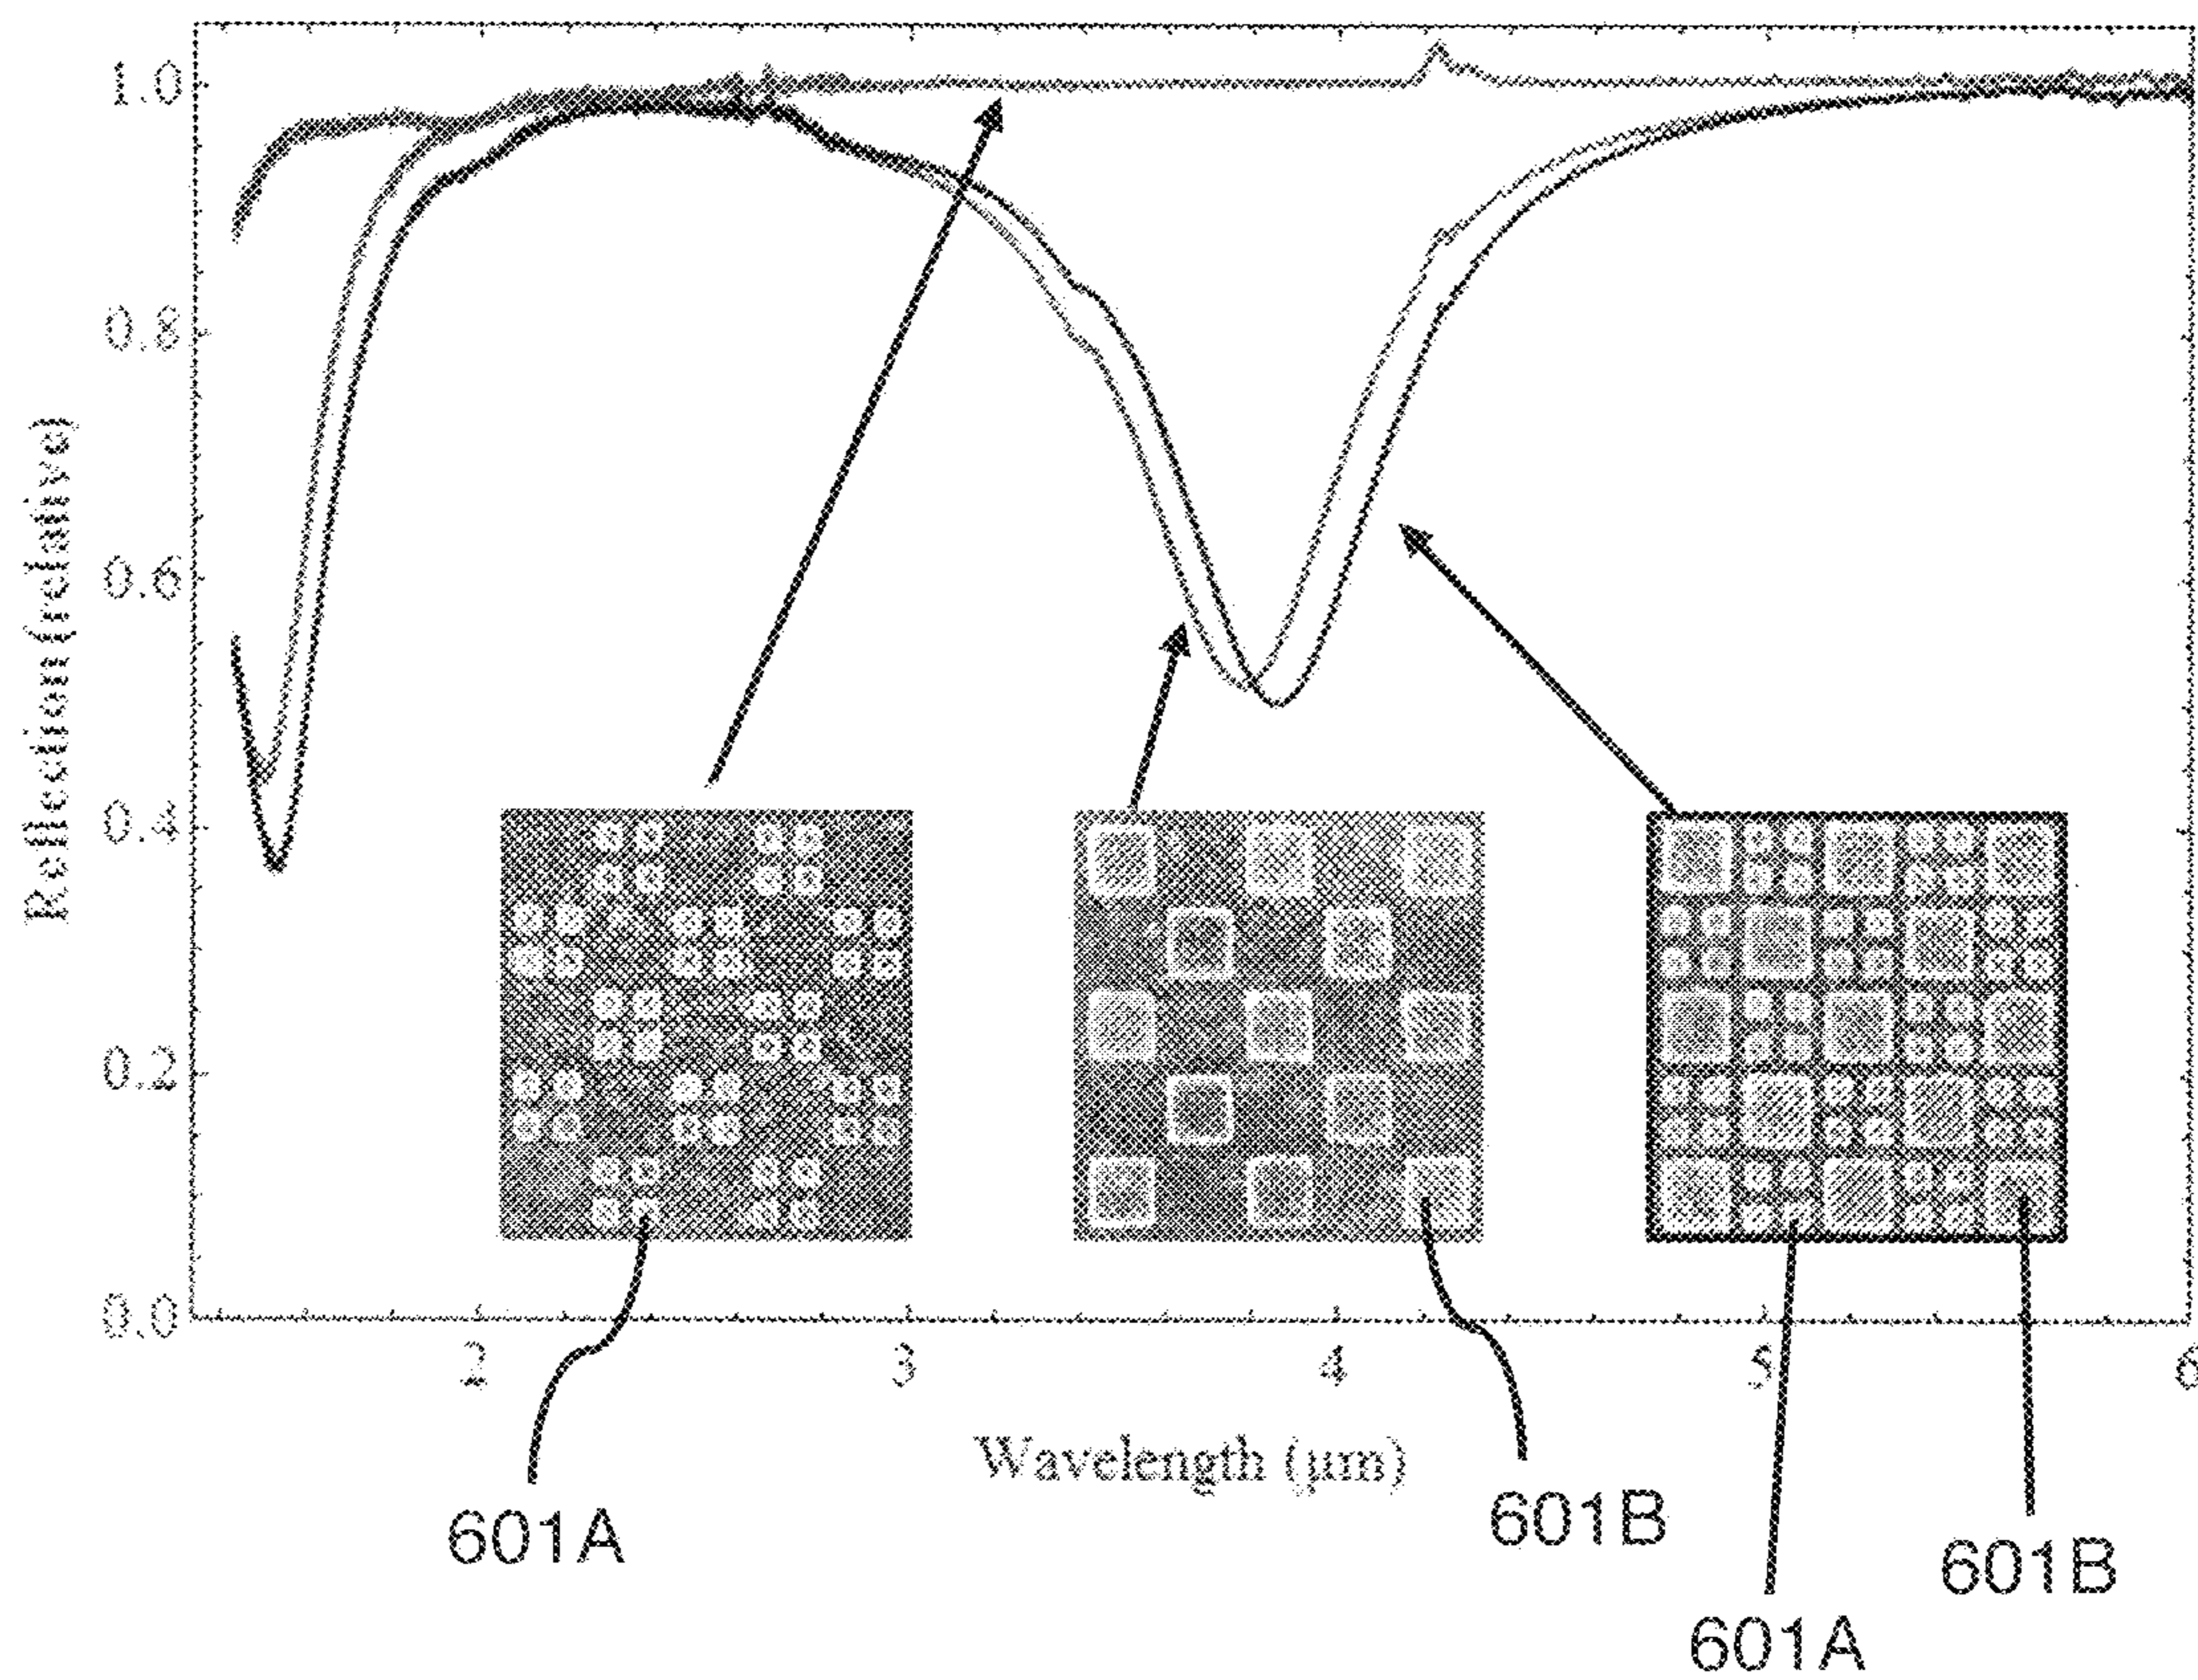 1.0
0.8
0.6
0.4
0.2
0.0
Reflection (relative)
2 3 4 5 6
Wavelength (μm)
601A
601B
601B
601A